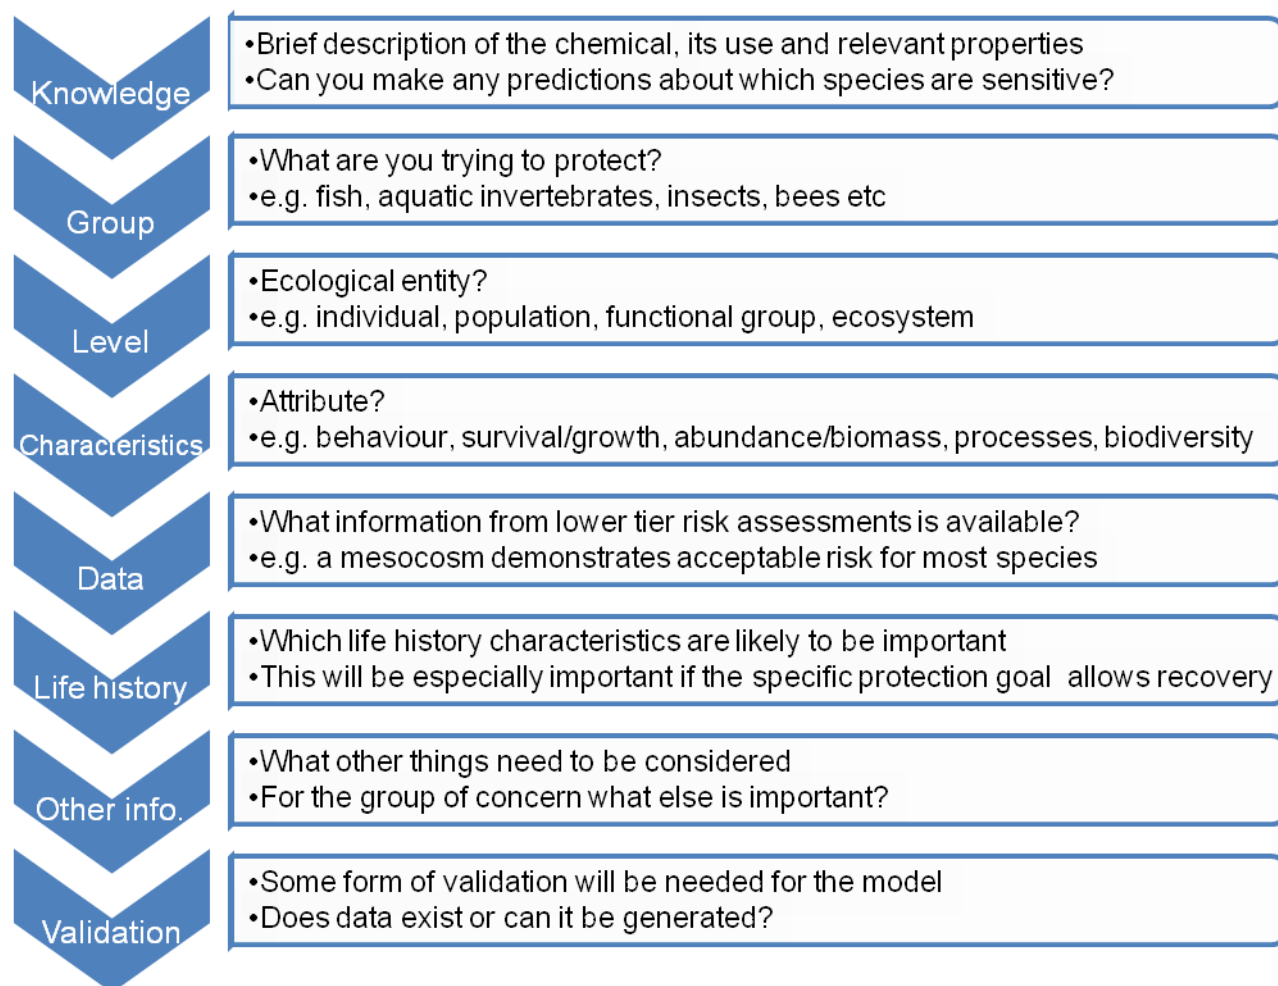 Knowledge
•Brief description of the chemical, its use and relevant properties
•Can you make any predictions about which species are sensitive?
Group
•What are you trying to protect?
•e.g. fish, aquatic invertebrates, insects, bees etc
Level
•Ecological entity?
•e.g. individual, population, functional group, ecosystem
Characteristics
•Attribute?
•e.g. behaviour, survival/growth, abundance/biomass, processes, biodiversity
Data
•What information from lower tier risk assessments is available?
•e.g. a mesocosm demonstrates acceptable risk for most species
Life history
•Which life history characteristics are likely to be important
•This will be especially important if the specific protection goal allows recovery
Other info.
•What other things need to be considered
•For the group of concern what else is important?
Validation
•Some form of validation will be needed for the model
•Does data exist or can it be generated?